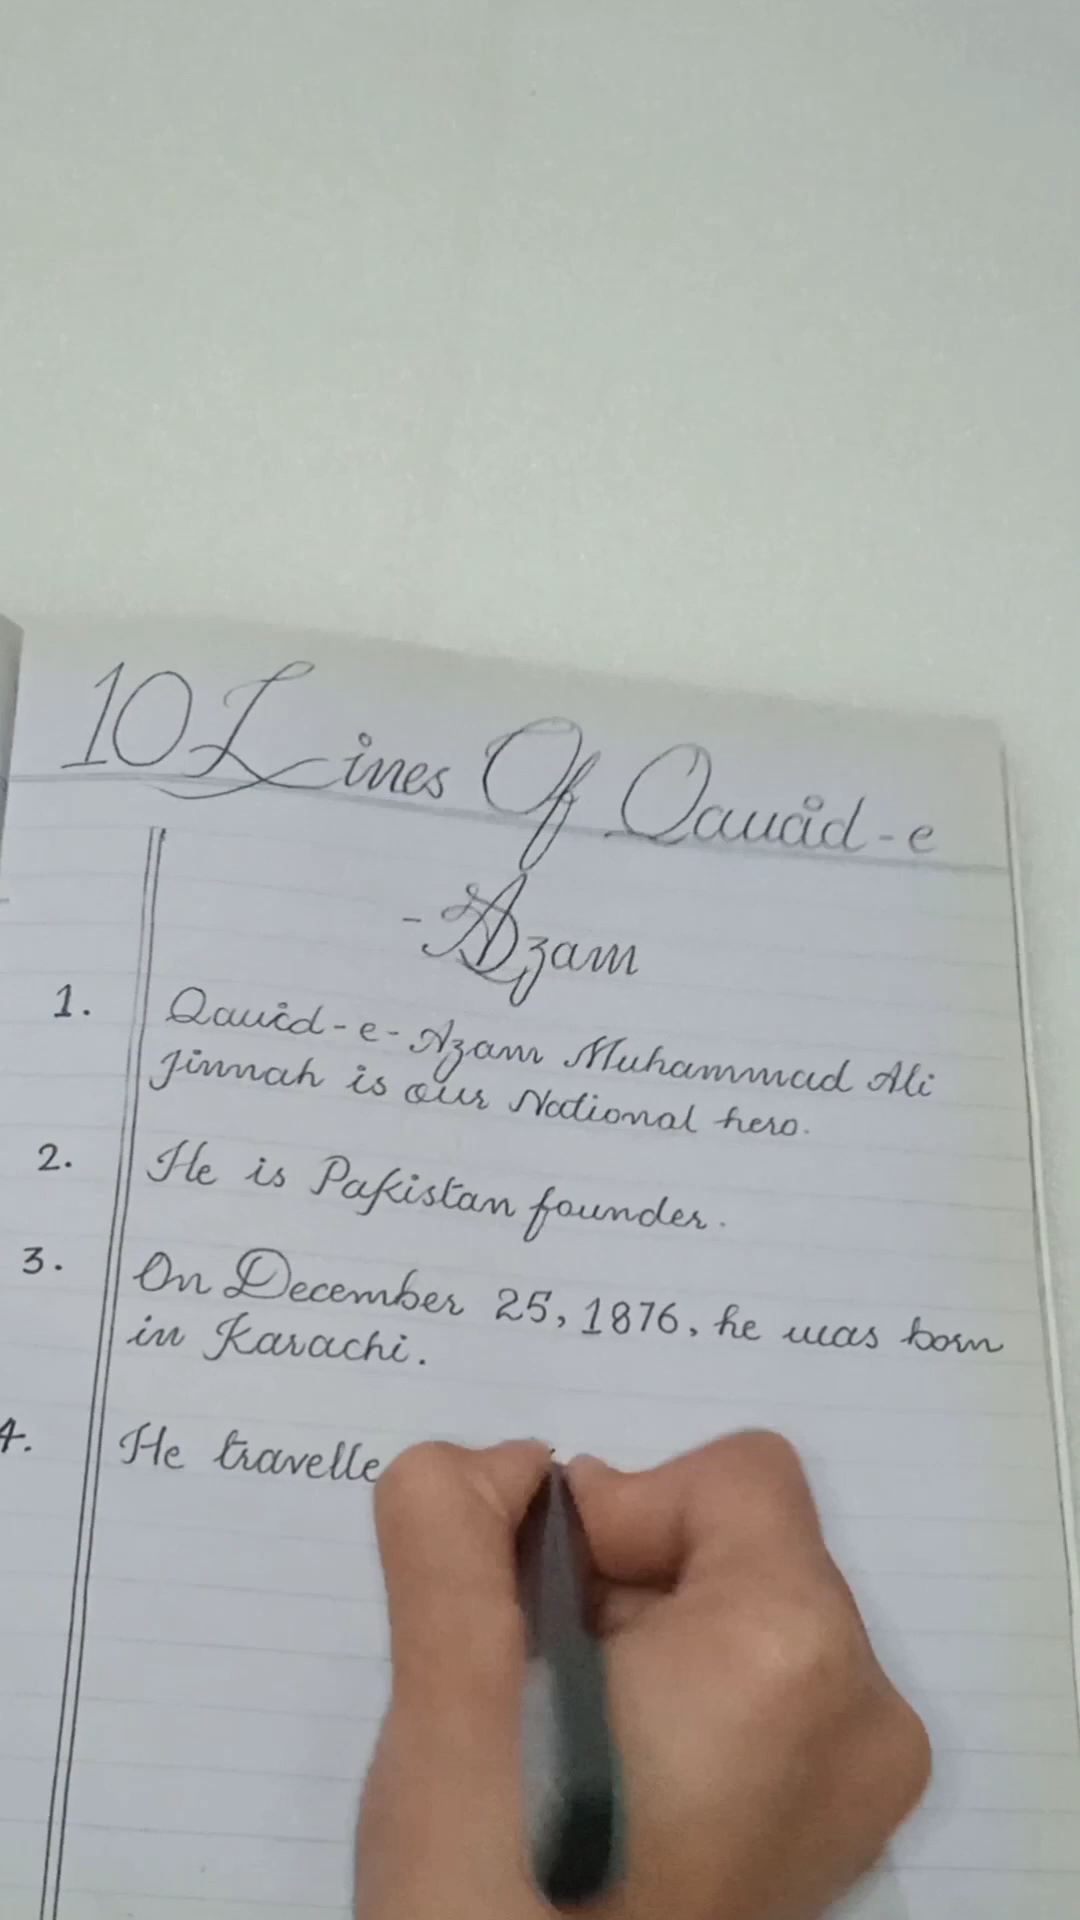 10 Lines Of Qauaid-e
-Azam
1. Qauid-e-Azam Muhammad Ali
Jinnah is our National hero.
2. He is Pakistan founder.
3. On December 25, 1876, he was born
in Karachi.
4. He travelle